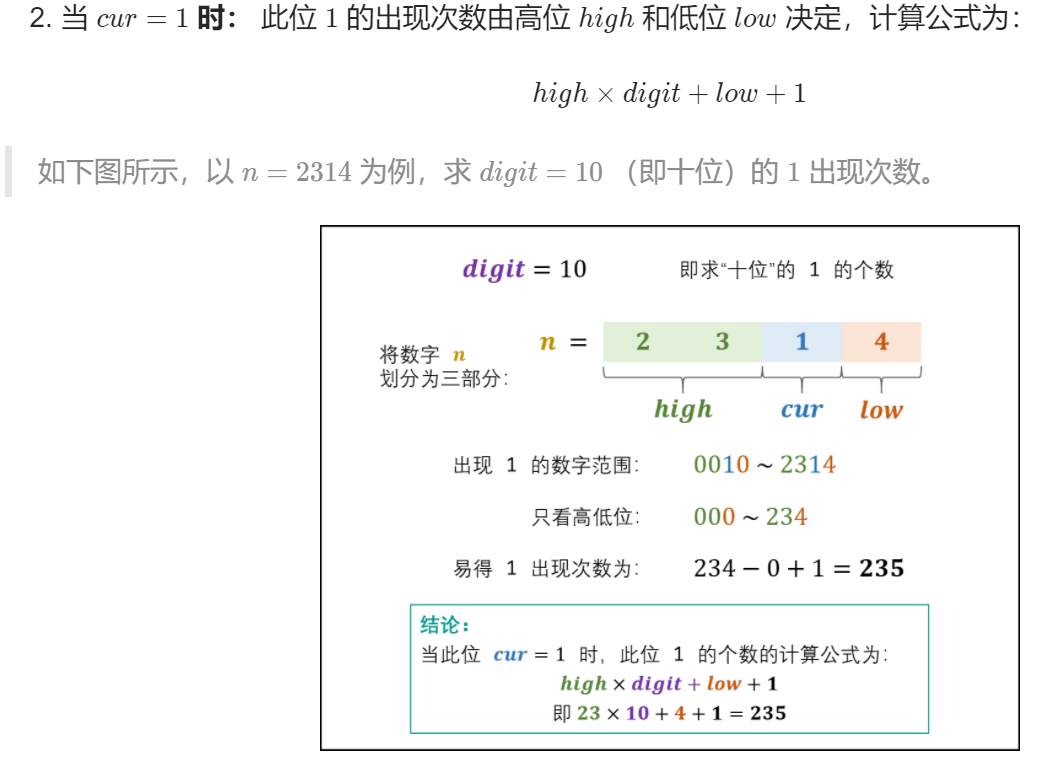 2. 当 cur = 1 时： 此位 1 的出现次数由高位 high 和低位 low 决定，计算公式为：
high × digit + low + 1
如下图所示，以 n = 2314 为例，求 digit = 10 （即十位）的 1 出现次数。
digit = 10 即求“十位”的 1 的个数
将数字 n
划分为三部分：
n = 2 3 1 4
high cur low
出现 1 的数字范围： 0010 ~ 2314
只看高低位： 000 ~ 234
易得 1 出现次数为： 234 − 0 + 1 = 235
结论：
当此位 cur = 1 时，此位 1 的个数的计算公式为：
high × digit + low + 1
即 23 × 10 + 4 + 1 = 235